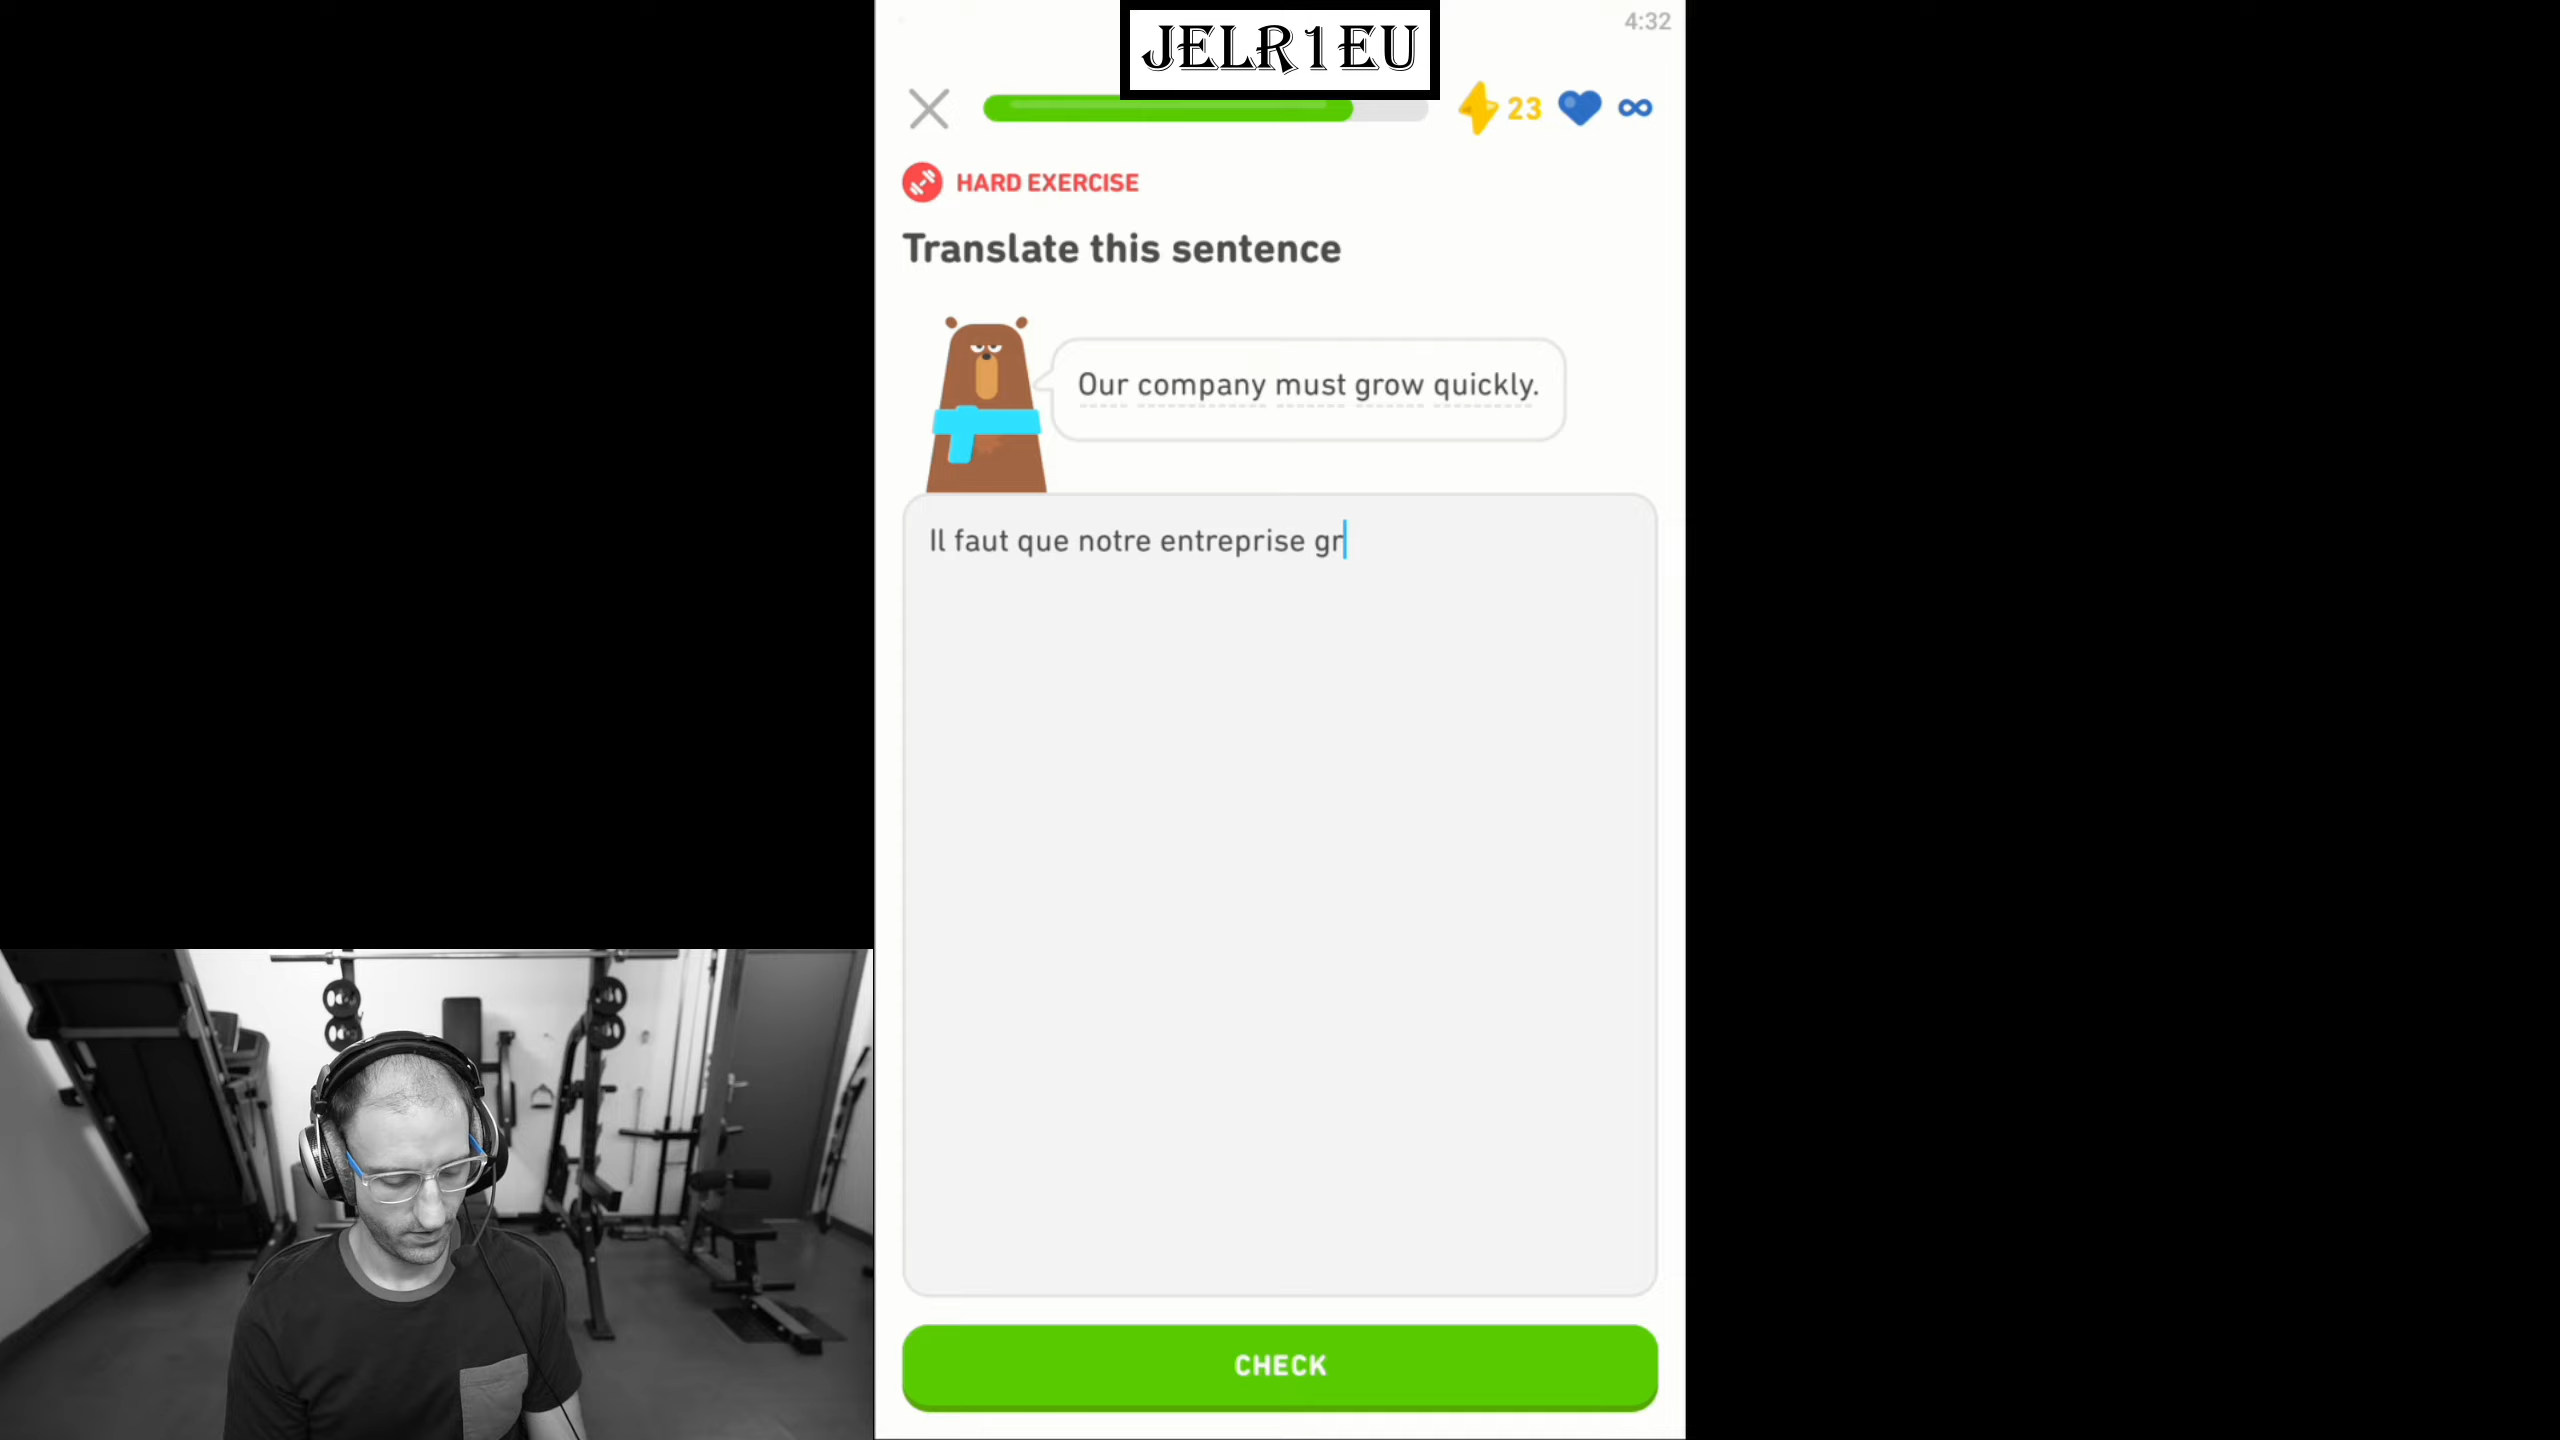 JELR1EU
4:32
23 ∞
HARD EXERCISE
Translate this sentence
Our company must grow quickly.
Il faut que notre entreprise gr
CHECK